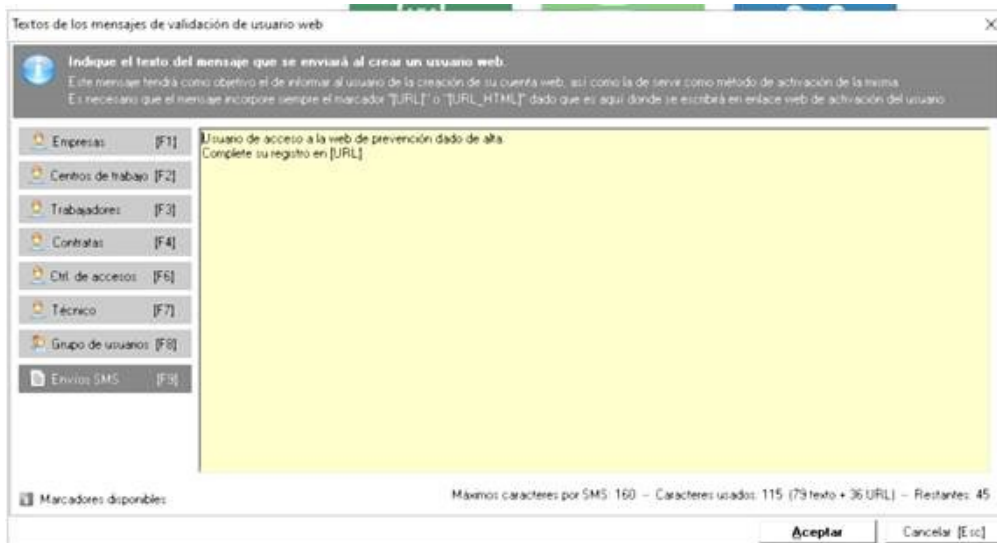 Textos de los mensajes de validación de usuario web
Indique el texto del mensaje que se enviará al crear un usuario web.
Este mensaje tendrá como objetivo el de informar al usuario de la creación de su cuenta web, así como la de serve como método de activación de la misma
Es necesario que el mensaje incorpore siempre el marcador "[URL]" o "[URL_HTML]" dado que es aquí donde se escribirá en enlace web de activación del usuario
Empresas [F1]
Centros de trabajo [F2]
Trabajadores [F3]
Contratas [F4]
Ctrl. de accesos [F6]
Técnico [F7]
Grupo de usuarios [F8]
Envíos SMS [F9]
Usuario de acceso a la web de prevención dado de alta.
Complete su registro en [URL]
Marcadores disponibles
Máximos caracteres por SMS: 160 -- Caracteres usados: 115 (79 texto + 36 URL) -- Restantes: 45
Aceptar
Cancelar [Esc]